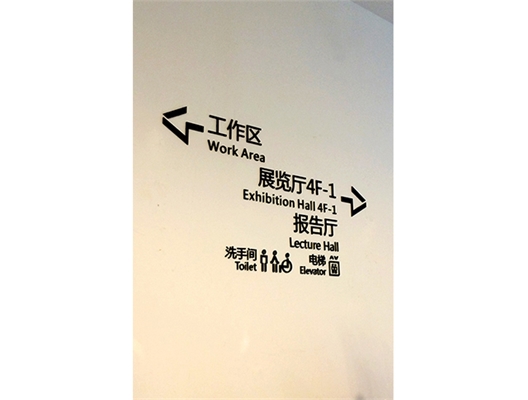 工作区
Work Area
展览厅4F-1
Exhibition Hall 4F-1
报告厅
Lecture Hall
洗手间 电梯
Toilet Elevator